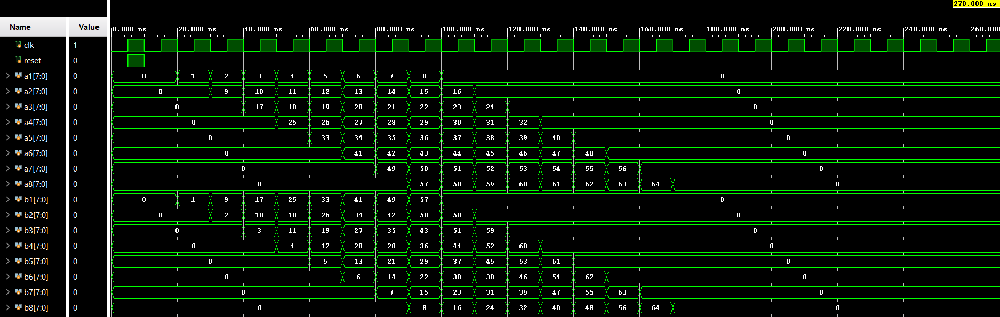 270.000 ns
Name Value
0.000 ns 20.000 ns 40.000 ns 60.000 ns 80.000 ns 100.000 ns 120.000 ns 140.000 ns 160.000 ns 180.000 ns 200.000 ns 220.000 ns 240.000 ns 260.000
clk 1
reset 0
a1[7:0] 0 0 1 2 3 4 5 6 7 8 0
a2[7:0] 0 0 9 10 11 12 13 14 15 16 0
a3[7:0] 0 0 17 18 19 20 21 22 23 24 0
a4[7:0] 0 0 25 26 27 28 29 30 31 32 0
a5[7:0] 0 0 33 34 35 36 37 38 39 40 0
a6[7:0] 0 0 41 42 43 44 45 46 47 48 0
a7[7:0] 0 0 49 50 51 52 53 54 55 56 0
a8[7:0] 0 0 57 58 59 60 61 62 63 64 0
b1[7:0] 0 0 1 9 17 25 33 41 49 57 0
b2[7:0] 0 0 2 10 18 26 34 42 50 58 0
b3[7:0] 0 0 3 11 19 27 35 43 51 59 0
b4[7:0] 0 0 4 12 20 28 36 44 52 60 0
b5[7:0] 0 0 5 13 21 29 37 45 53 61 0
b6[7:0] 0 0 6 14 22 30 38 46 54 62 0
b7[7:0] 0 0 7 15 23 31 39 47 55 63 0
b8[7:0] 0 0 8 16 24 32 40 48 56 64 0